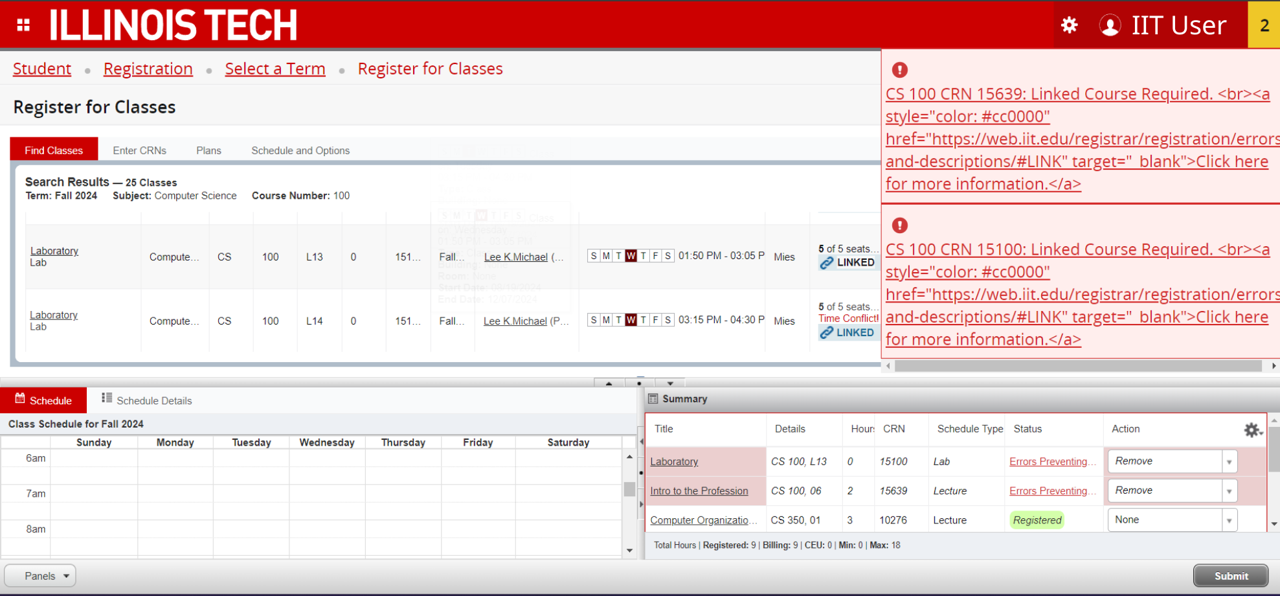 ILLINOIS TECH
IIT User
2
Student • Registration • Select a Term • Register for Classes
Register for Classes
Find Classes Enter CRNs Plans Schedule and Options
Search Results — 25 Classes
Term: Fall 2024 Subject: Computer Science Course Number: 100
Laboratory
Lab
Compute... CS 100 L13 0 151... Fall... Lee K.Michael (... S M T W T F S 01:50 PM - 03:05 P Mies
5 of 5 seats...
LINKED
Laboratory
Lab
Compute... CS 100 L14 0 151... Fall... Lee K.Michael (P... S M T W T F S 03:15 PM - 04:30 P Mies
5 of 5 seats...
Time Conflict!
LINKED
CS 100 CRN 15639: Linked Course Required. <br><a
style="color: #cc0000"
href="https://web.iit.edu/registrar/registration/errors
and-descriptions/#LINK" target="_blank">Click here
for more information.</a>
CS 100 CRN 15100: Linked Course Required. <br><a
style="color: #cc0000"
href="https://web.iit.edu/registrar/registration/errors
and-descriptions/#LINK" target="_blank">Click here
for more information.</a>
Schedule Schedule Details
Class Schedule for Fall 2024
Sunday Monday Tuesday Wednesday Thursday Friday Saturday
6am
7am
8am
Summary
Title Details Hours CRN Schedule Type Status Action
Laboratory CS 100, L13 0 15100 Lab Errors Preventing... Remove
Intro to the Profession CS 100, 06 2 15639 Lecture Errors Preventing... Remove
Computer Organizatio... CS 350, 01 3 10276 Lecture Registered None
Total Hours | Registered: 9 | Billing: 9 | CEU: 0 | Min: 0 | Max: 18
Panels
Submit